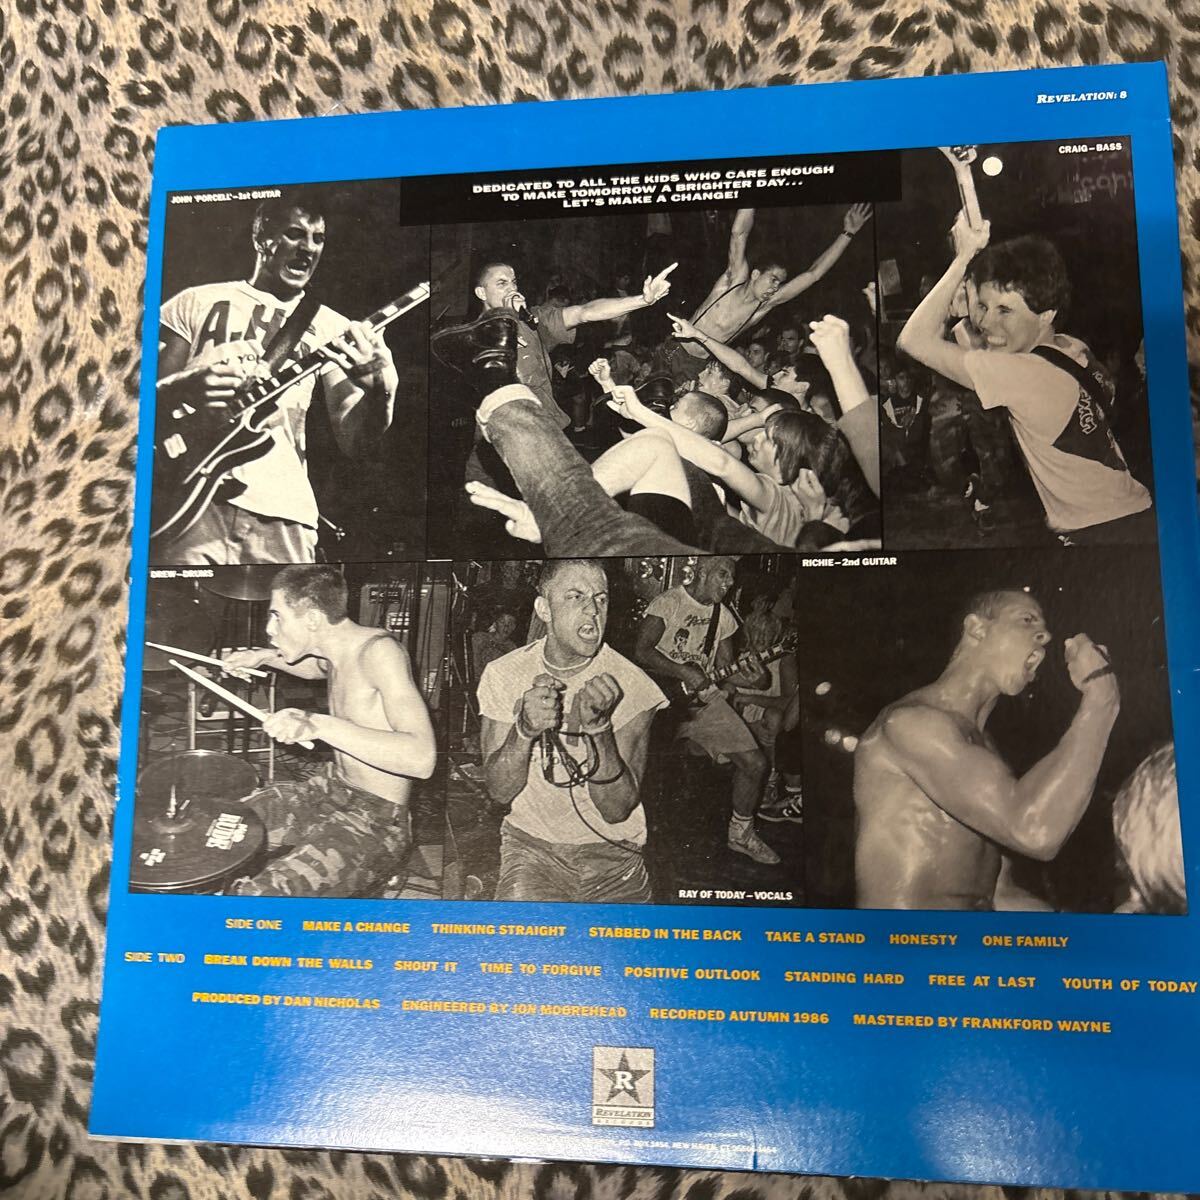 REVELATION: 8
CRAIG—BASS
JOHN 'PORCELL'—1st GUITAR
DEDICATED TO ALL THE KIDS WHO CARE ENOUGH
TO MAKE TOMORROW A BRIGHTER DAY...
LET'S MAKE A CHANGE!
DREW—DRUMS
RICHIE—2nd GUITAR
RAY OF TODAY—VOCALS
SIDE ONE MAKE A CHANGE THINKING STRAIGHT STABBED IN THE BACK TAKE A STAND HONESTY ONE FAMILY
SIDE TWO BREAK DOWN THE WALLS SHOUT IT TIME TO FORGIVE POSITIVE OUTLOOK STANDING HARD FREE AT LAST YOUTH OF TODAY
PRODUCED BY DAN NICHOLAS ENGINEERED BY JON MOOREHEAD RECORDED AUTUMN 1986 MASTERED BY FRANKFORD WAYNE
R
REVELATION
RECORDS
NEW HAVEN, CT